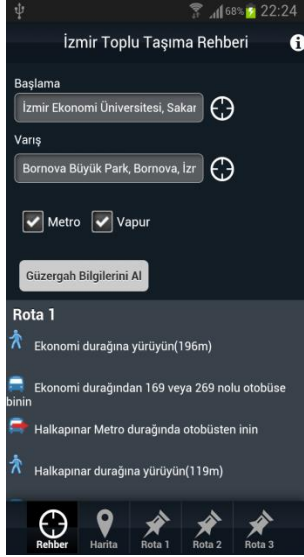 68% 22:24
İzmir Toplu Taşıma Rehberi
Başlama
İzmir Ekonomi Üniversitesi, Sakar
Varış
Bornova Büyük Park, Bornova, İzr
Metro Vapur
Güzergah Bilgilerini Al
Rota 1
Ekonomi durağına yürüyün(196m)
Ekonomi durağından 169 veya 269 nolu otobüse
binin
Halkapınar Metro durağında otobüsten inin
Halkapınar durağına yürüyün(119m)
Rehber Harita Rota 1 Rota 2 Rota 3